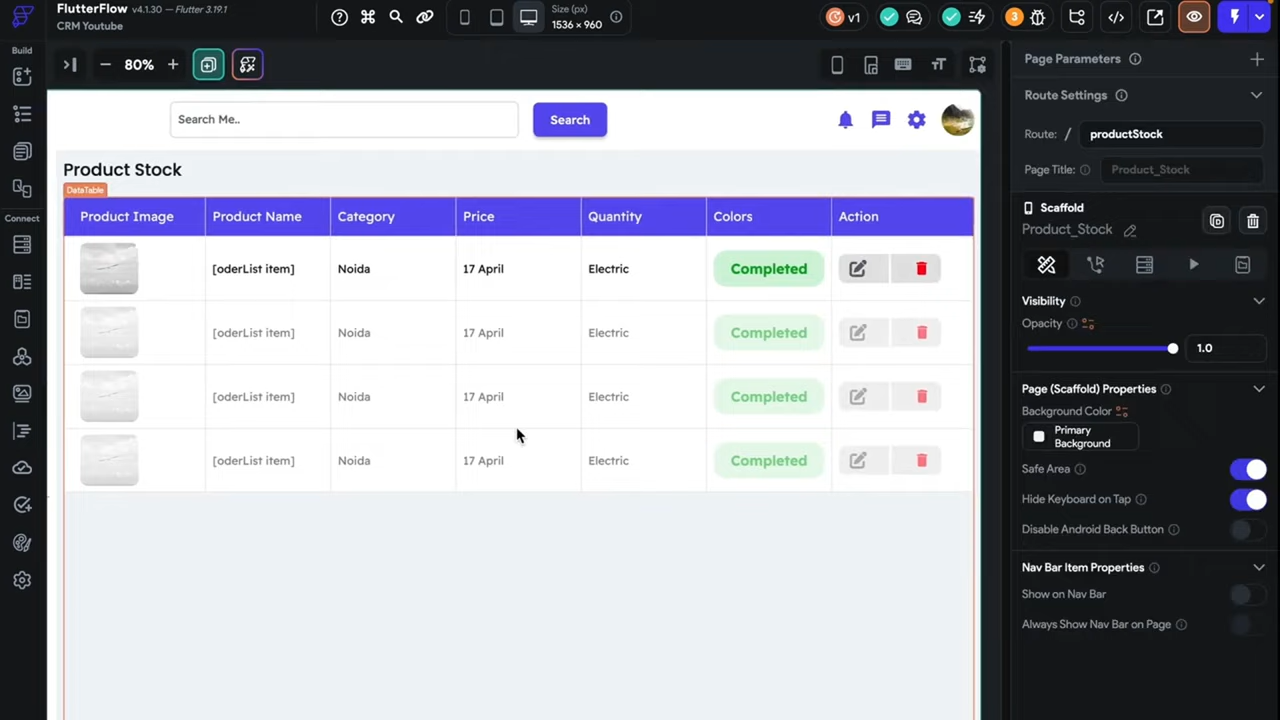 FlutterFlow v4.1.30 – Flutter 3.19.1
CRM Youtube
Size (px)
1536 × 960
v1
3
Build
Connect
80%
Search Me..
Search
Product Stock
DataTable
Product Image Product Name Category Price Quantity Colors Action
[oderList item] Noida 17 April Electric Completed
[oderList item] Noida 17 April Electric Completed
[oderList item] Noida 17 April Electric Completed
[oderList item] Noida 17 April Electric Completed
Page Parameters
Route Settings
Route: / productStock
Page Title: Product_Stock
Scaffold
Product_Stock
Visibility
Opacity
1.0
Page (Scaffold) Properties
Background Color
Primary
Background
Safe Area
Hide Keyboard on Tap
Disable Android Back Button
Nav Bar Item Properties
Show on Nav Bar
Always Show Nav Bar on Page